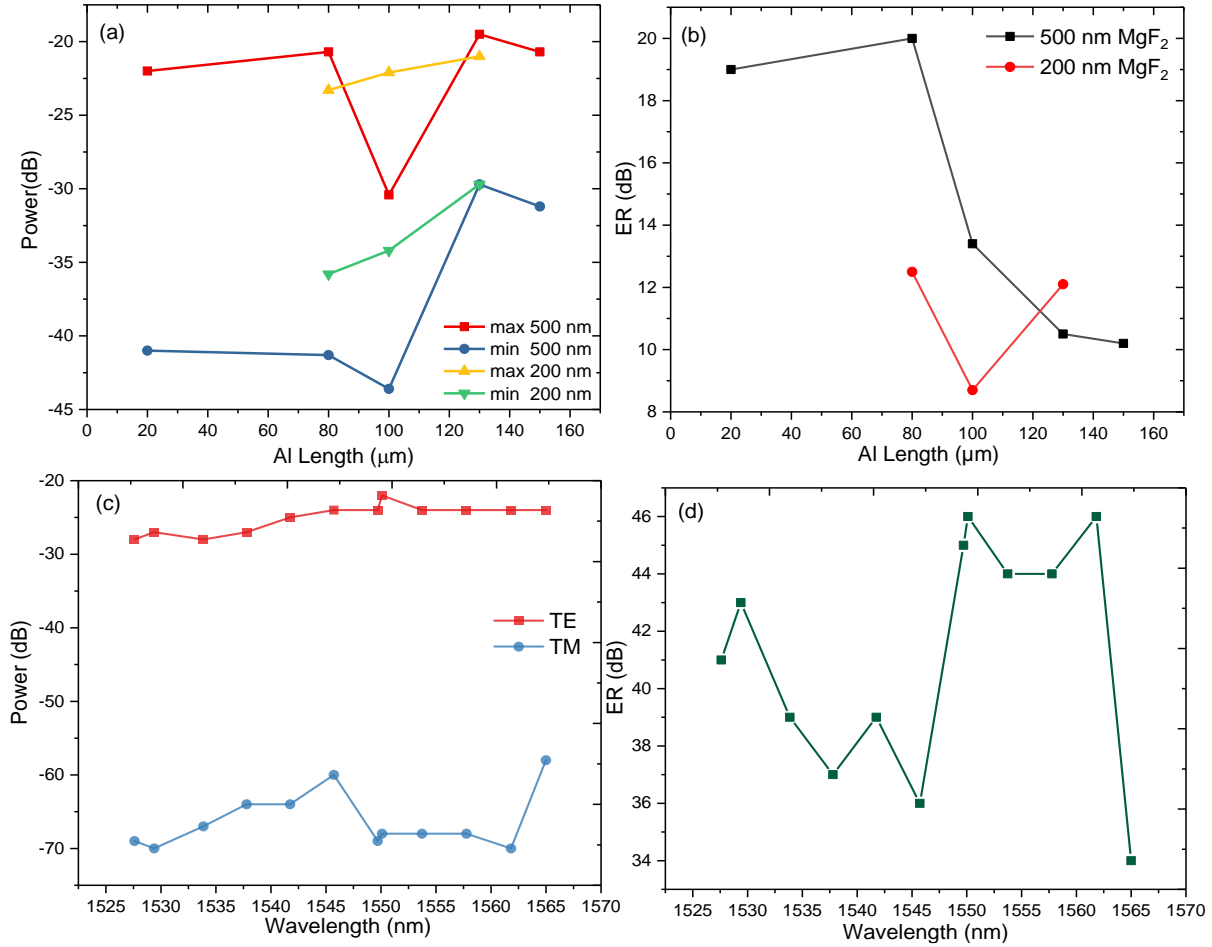 (a)
-20
-25
-30
-35
-40
-45
Power(dB)
max 500 nm
min 500 nm
max 200 nm
min 200 nm
0 20 40 60 80 100 120 140 160
Al Length (μm)
(b)
20
18
16
14
12
10
8
ER (dB)
500 nm MgF₂
200 nm MgF₂
0 20 40 60 80 100 120 140 160
Al Length (µm)
(c)
-20
-30
-40
-50
-60
-70
Power (dB)
TE
TM
1525 1530 1535 1540 1545 1550 1555 1560 1565 1570
Wavelength (nm)
(d)
46
44
42
40
38
36
34
ER (dB)
1525 1530 1535 1540 1545 1550 1555 1560 1565 1570
Wavelength (nm)